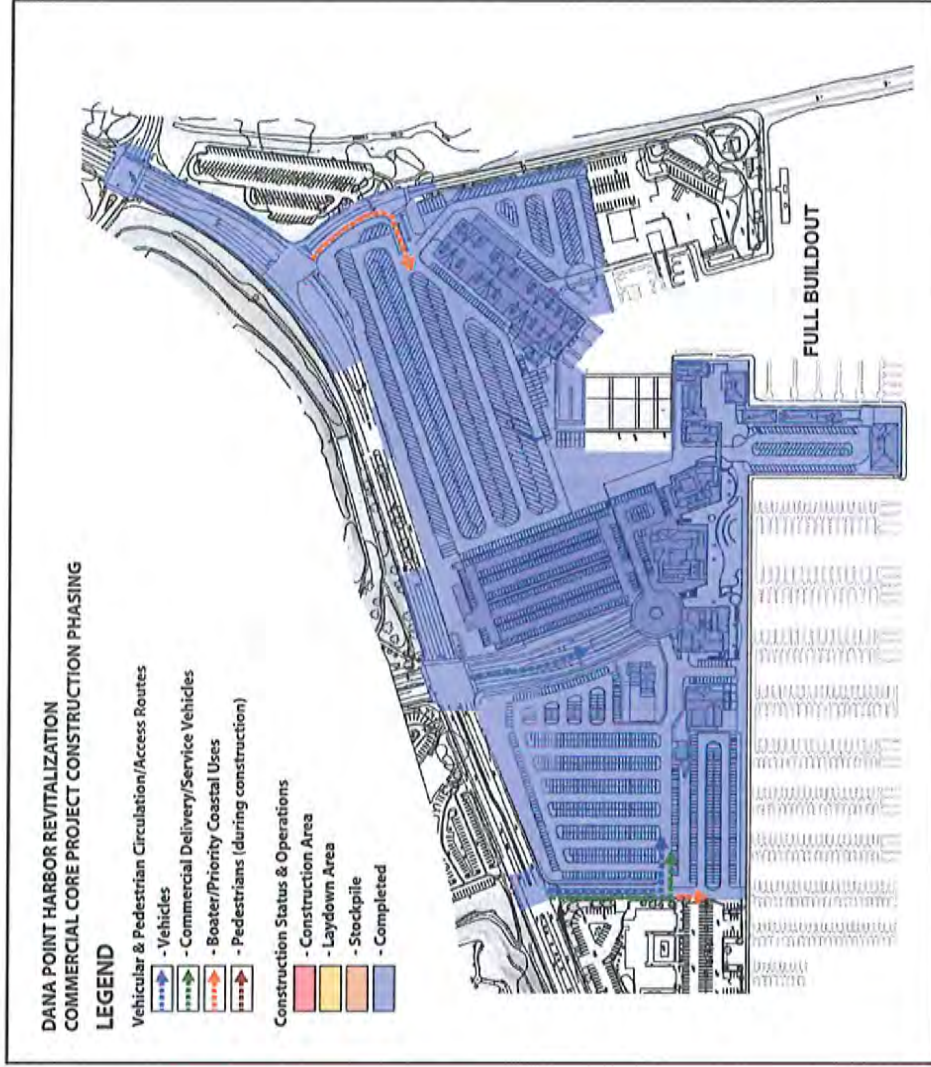 DANA POINT HARBOR REVITALIZATION
COMMERCIAL CORE PROJECT CONSTRUCTION PHASING
LEGEND
Vehicular & Pedestrian Circulation/Access Routes
- Vehicles
- Commercial Delivery/Service Vehicles
- Boater/Priority Coastal Uses
- Pedestrians (during construction)
Construction Status & Operations
- Construction Area
- Laydown Area
- Stockpile
- Completed
FULL BUILDOUT